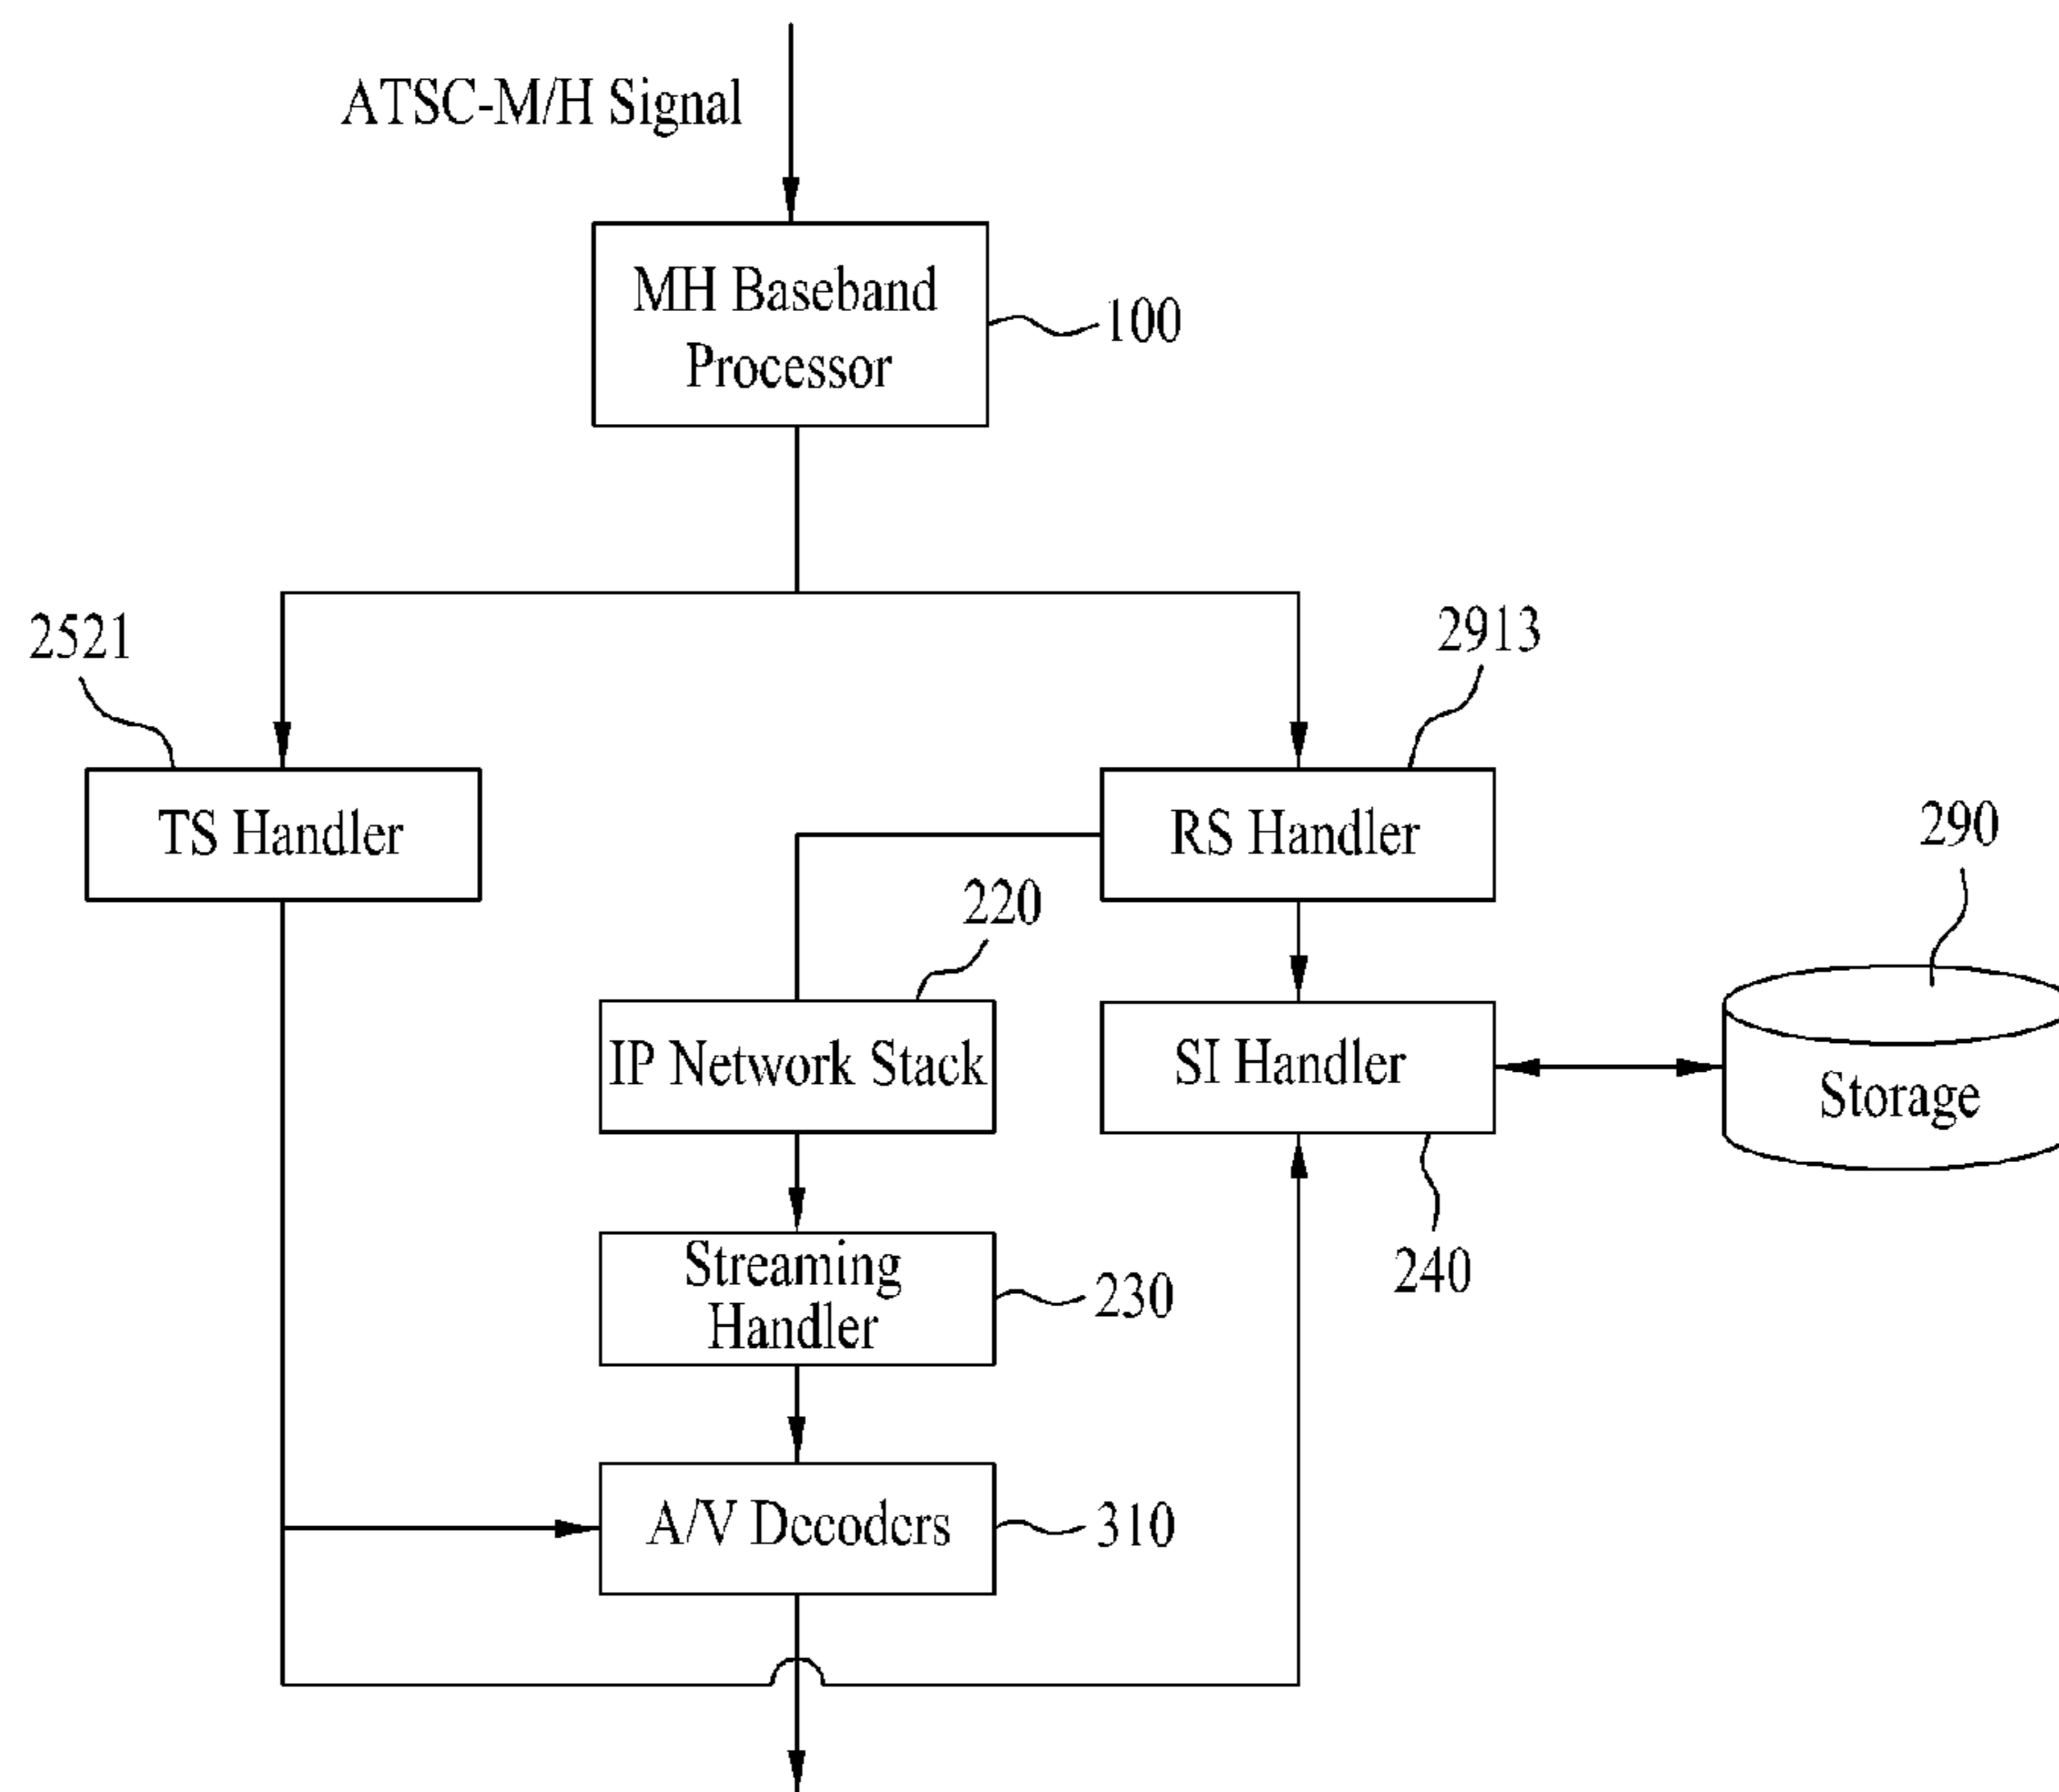 ATSC-M/H Signal
MH Baseband
Processor
100
2521
2913
TS Handler
RS Handler
290
220
IP Network Stack
SI Handler
Storage
Streaming
Handler
230
240
A/V Decoders
310